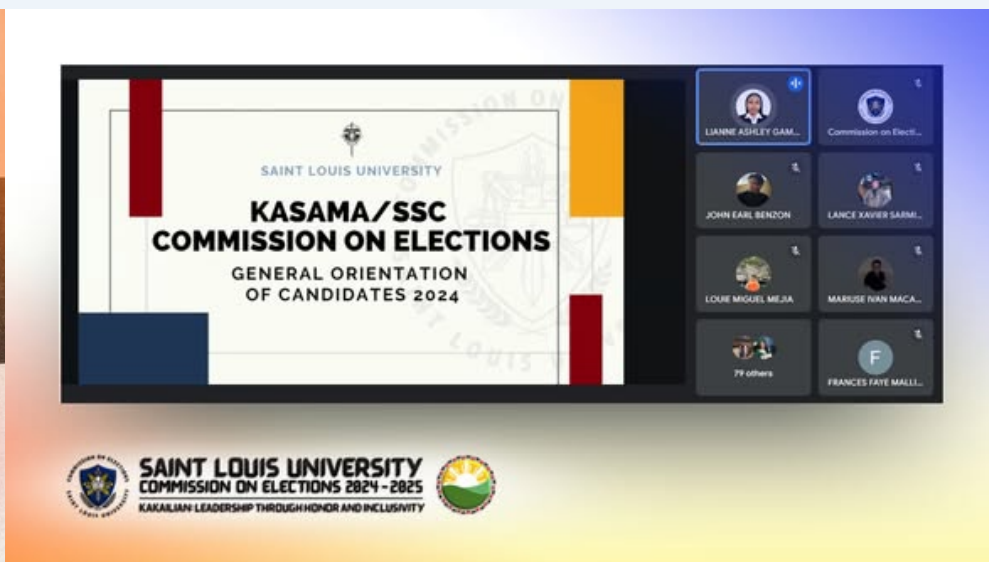 SAINT LOUIS UNIVERSITY
KASAMA/SSC
COMMISSION ON ELECTIONS
GENERAL ORIENTATION
OF CANDIDATES 2024
LIANNE ASHLEY GAM...
Commission on Electi...
JOHN EARL BENZON
LANCE XAVIER SARMI...
LOUIE MIGUEL MEJIA
MARIUSE IVAN MACA...
79 others
F
FRANCES FAYE MALLI...
SAINT LOUIS UNIVERSITY
COMMISSION ON ELECTIONS 2024-2025
KAKAILIAN: LEADERSHIP THROUGH HONOR AND INCLUSIVITY